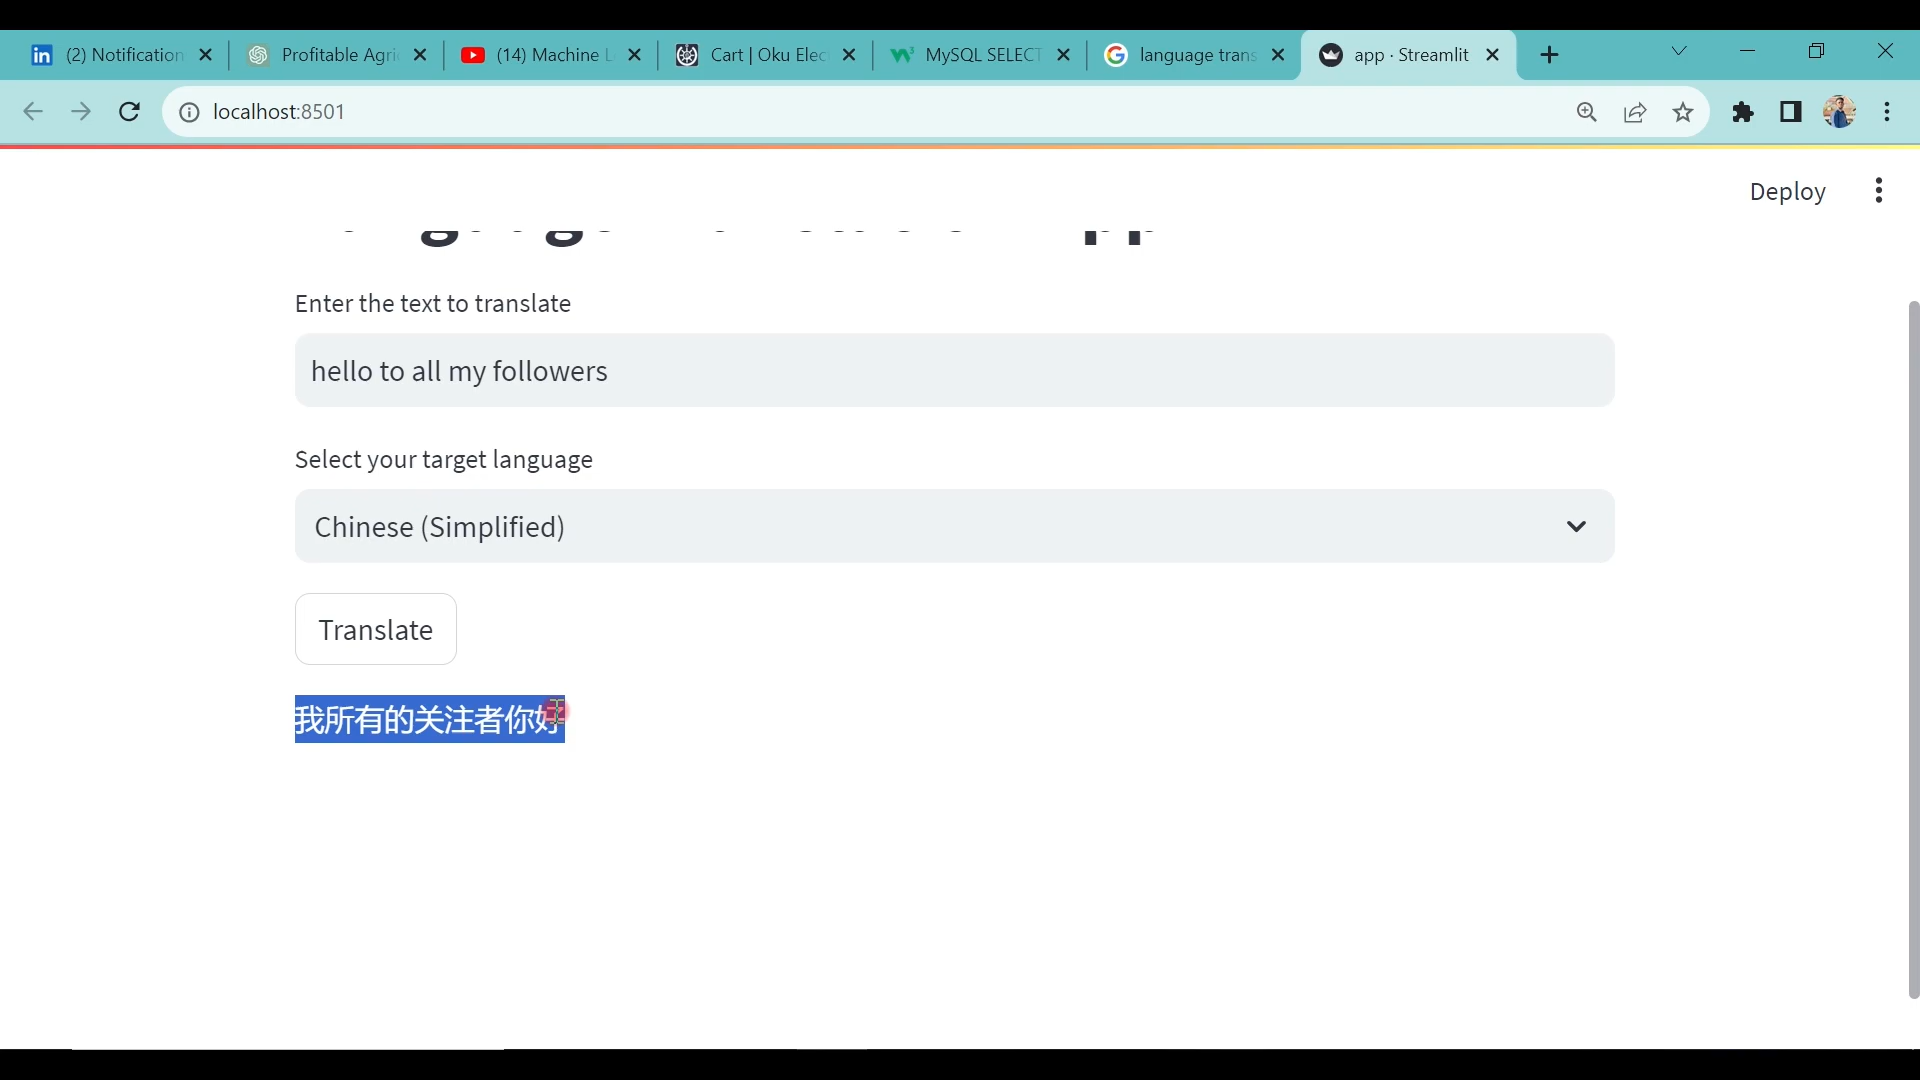 (2) Notification
Profitable Agri
(14) Machine L
Cart | Oku Elec
MySQL SELECT
language trans
app · Streamlit
localhost:8501
Deploy
Enter the text to translate
hello to all my followers
Select your target language
Chinese (Simplified)
Translate
我所有的关注者你好